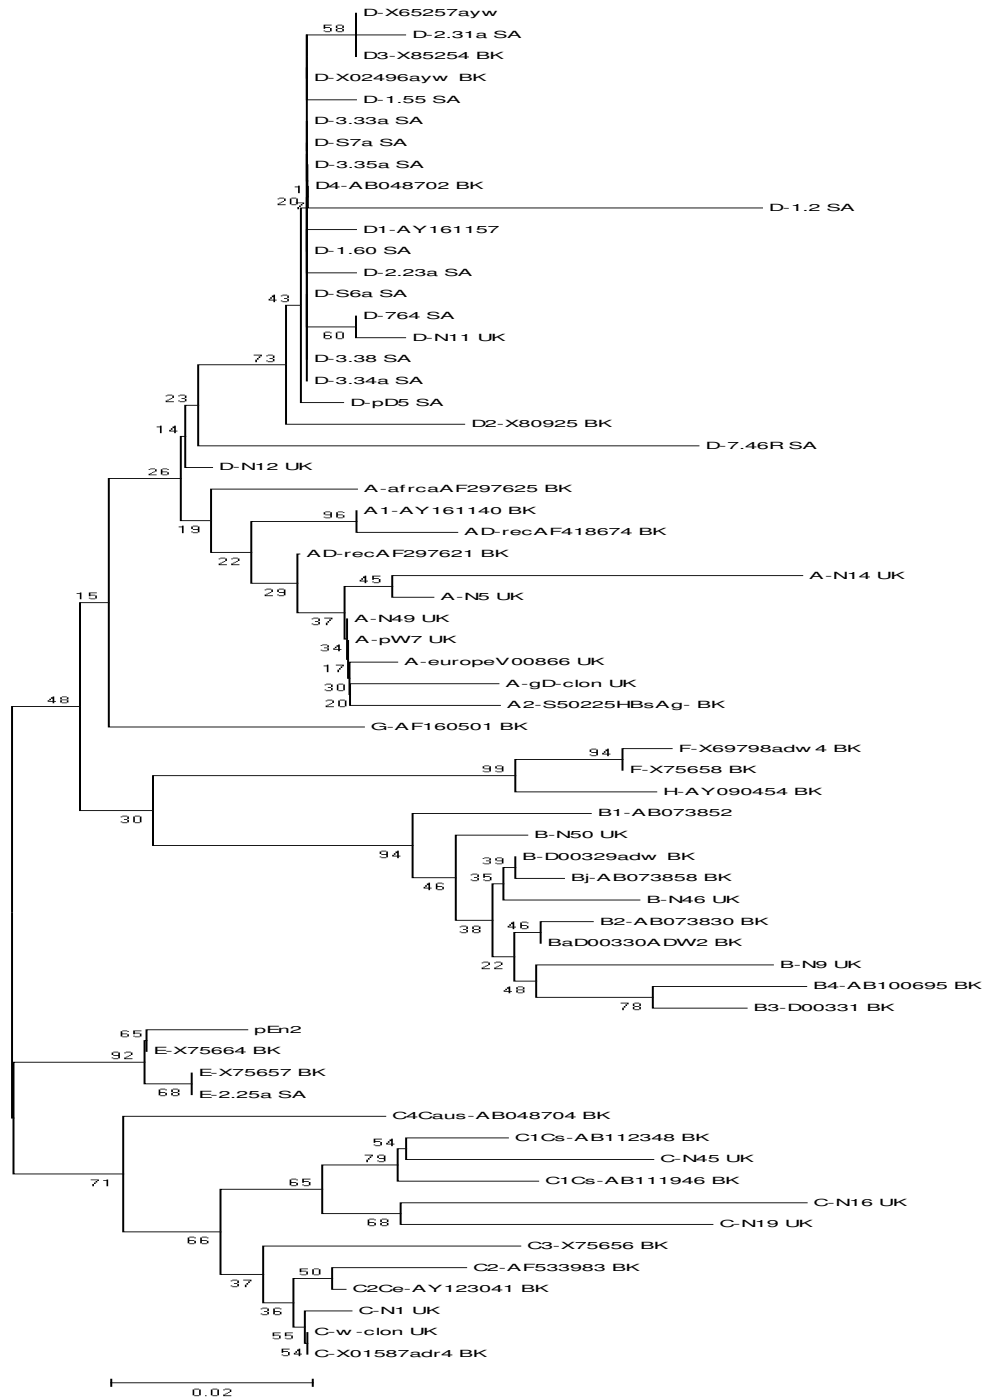 D-X65257ayw
58
D-2.31a SA
D3-X85254 BK
D-X02496ayw BK
D-1.55 SA
D-3.33a SA
D-S7a SA
D-3.35a SA
1
D4-AB048702 BK
20
D-1.2 SA
D1-AY161157
D-1.60 SA
D-2.23a SA
D-S6a SA
43
D-764 SA
60
D-N11 UK
73
D-3.38 SA
D-3.34a SA
23
D-pD5 SA
D2-X80925 BK
14
D-7.46R SA
26
D-N12 UK
A-afrcaAF297625 BK
96
A1-AY161140 BK
19
AD-recAF418674 BK
22
AD-recAF297621 BK
45
A-N14 UK
29
A-N5 UK
15
37
A-N49 UK
34
A-pW7 UK
17
A-europeV00866 UK
30
A-gD-clon UK
48
20
A2-S50225HBsAg- BK
G-AF160501 BK
94
F-X69798adw 4 BK
99
F-X75658 BK
H-AY090454 BK
30
B1-AB073852
94
B-N50 UK
39
B-D00329adw BK
46
35
Bj-AB073858 BK
B-N46 UK
38
46
B2-AB073830 BK
BaD00330ADW2 BK
22
B-N9 UK
48
B4-AB100695 BK
78
B3-D00331 BK
65
pEn2
92
E-X75664 BK
E-X75657 BK
68
E-2.25a SA
C4Caus-AB048704 BK
54
C1Cs-AB112348 BK
79
C-N45 UK
71
65
C1Cs-AB111946 BK
C-N16 UK
68
C-N19 UK
66
C3-X75656 BK
50
C2-AF533983 BK
37
C2Ce-AY123041 BK
36
C-N1 UK
55
C-w-clon UK
54
C-X01587adr4 BK
0.02